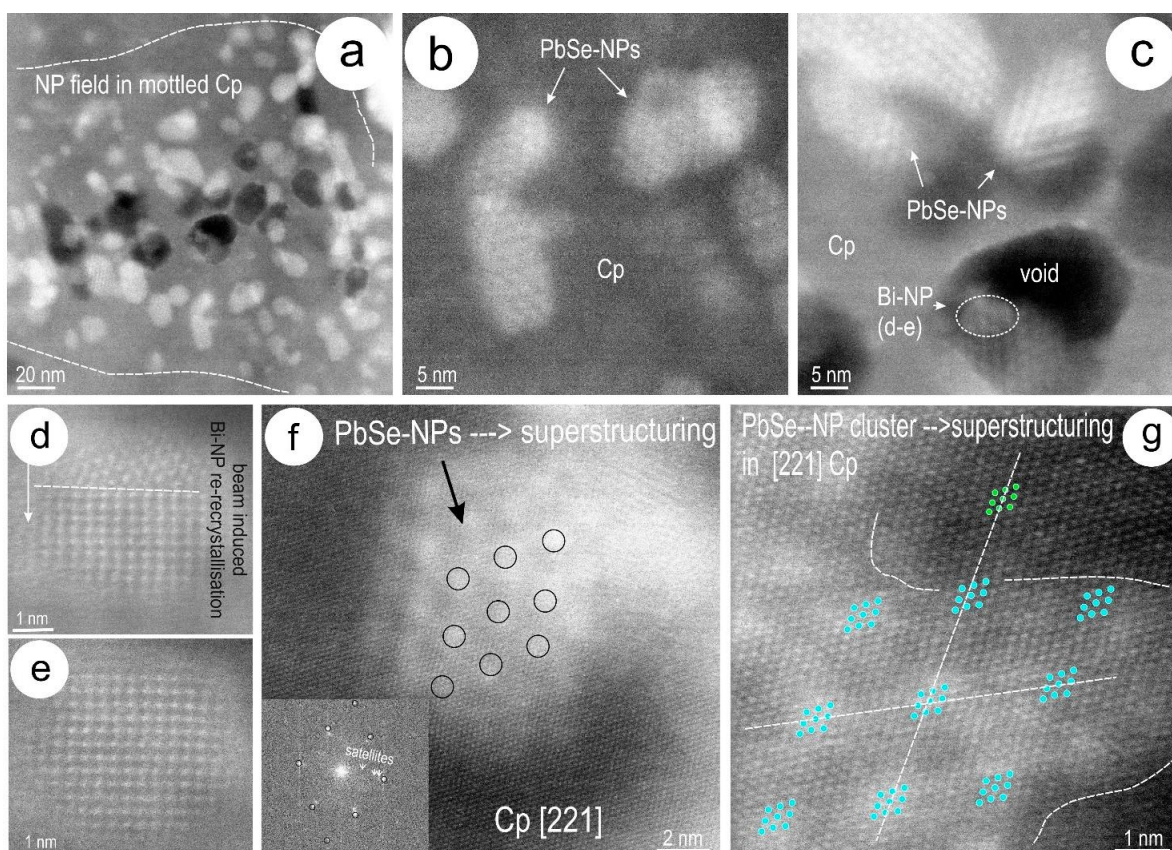 a
NP field in mottled Cp
20 nm
b
PbSe-NPs
Cp
5 nm
c
PbSe-NPs
Cp
void
Bi-NP
(d-e)
5 nm
d
Bi-NP re-recrystallisation
beam induced
1 nm
e
1 nm
f
PbSe-NPs ---> superstructuring
satellites
Cp [221]
2 nm
g
PbSe--NP cluster -->superstructuring
in [221] Cp
1 nm